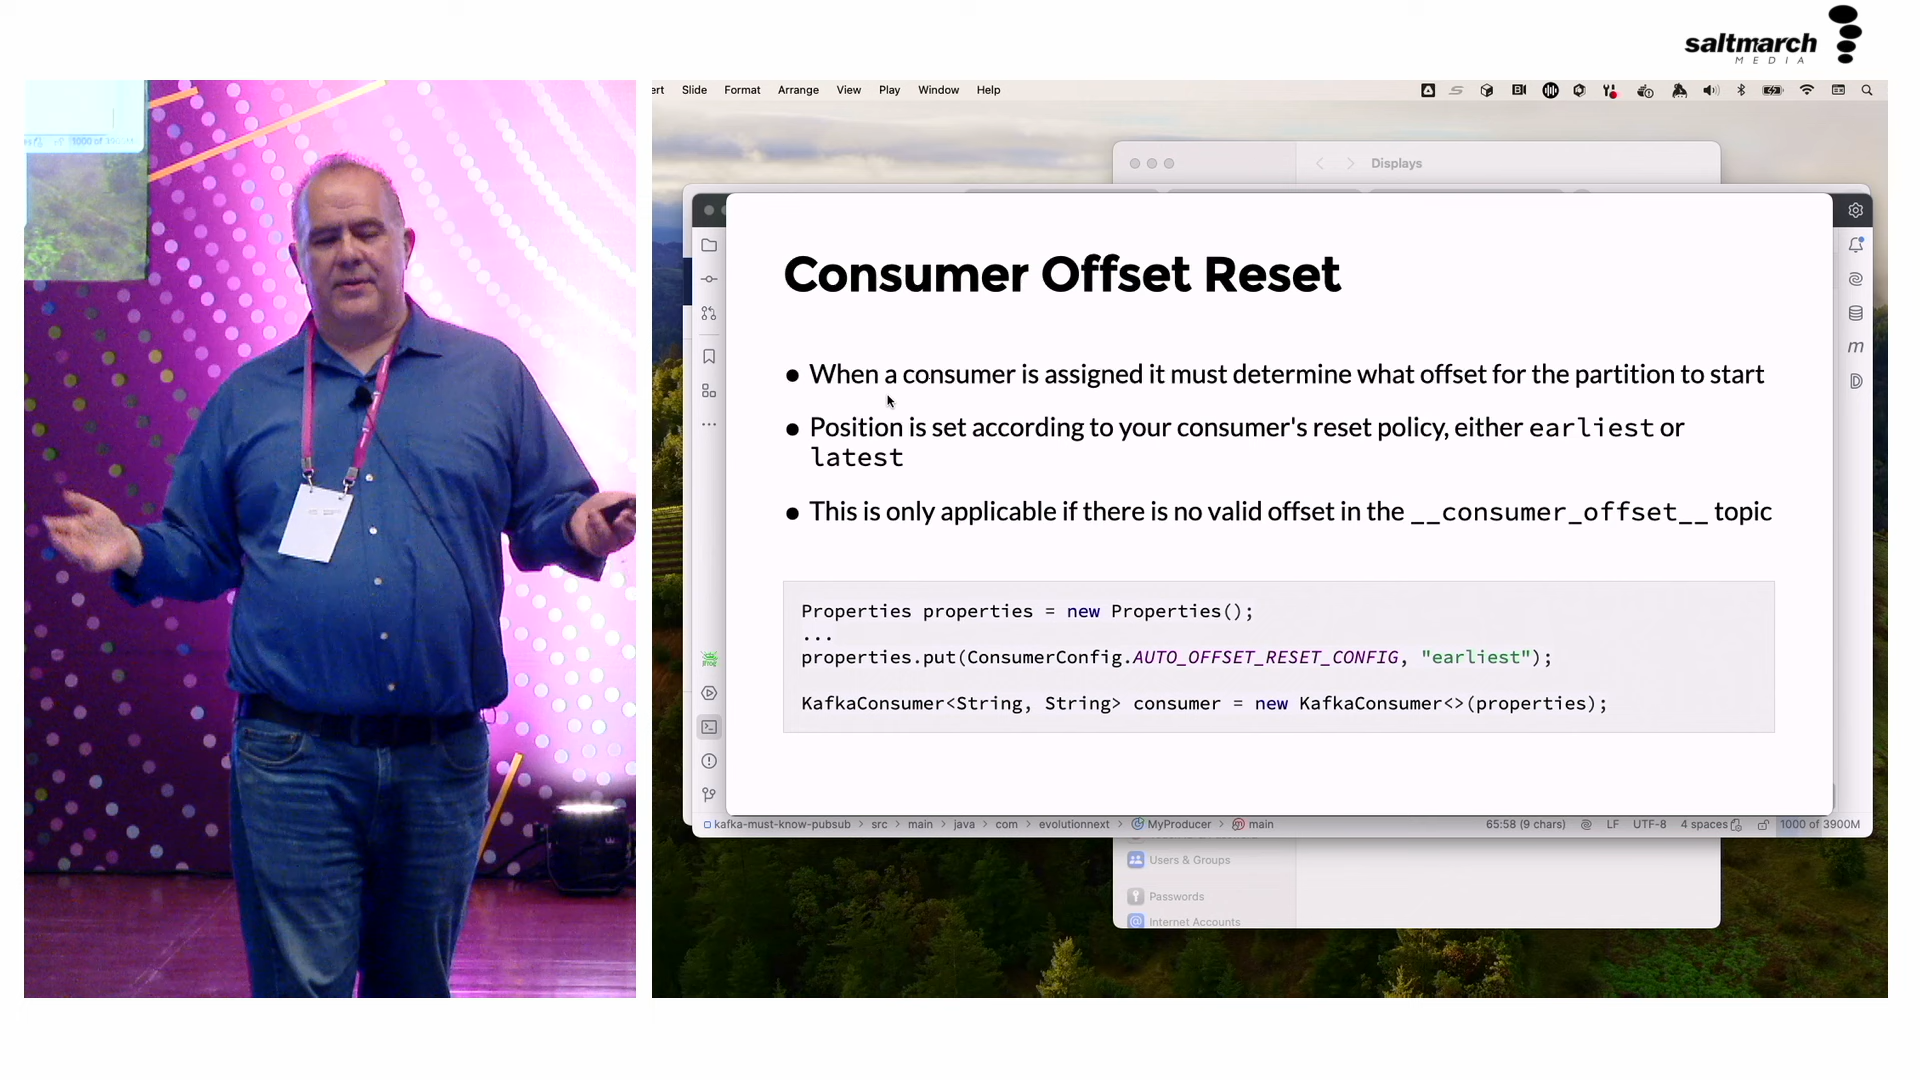 saltmarch
MEDIA
Slide Format Arrange View Play Window Help
Displays
Consumer Offset Reset
● When a consumer is assigned it must determine what offset for the partition to start
● Position is set according to your consumer's reset policy, either earliest or
latest
● This is only applicable if there is no valid offset in the __consumer_offset__ topic
Properties properties = new Properties();
...
properties.put(ConsumerConfig.AUTO_OFFSET_RESET_CONFIG, "earliest");
KafkaConsumer<String, String> consumer = new KafkaConsumer<>(properties);
kafka-must-know-pubsub > src > main > java > com > evolutionnext > MyProducer > main 65:58 (9 chars) LF UTF-8 4 spaces 1000 of 3900M
Users & Groups
Passwords
Internet Accounts